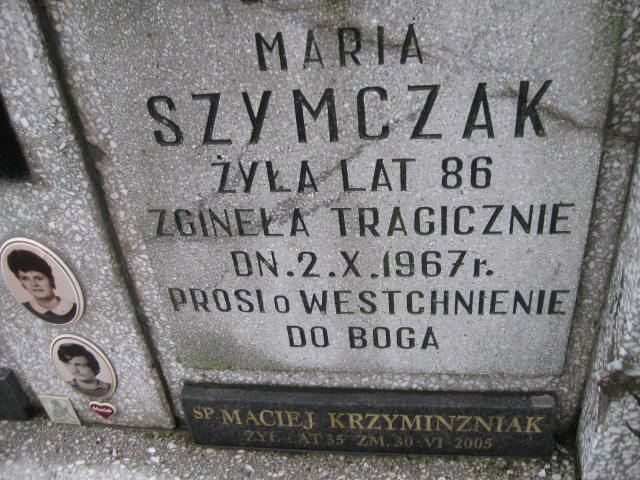 MARIA
SZYMCZAK
ŻYŁA LAT 86
ZGINEŁA TRAGICZNIE
DN. 2. X. 1967 r.
PROSI o WESTCHNIENIE
DO BOGA
SP. MACIEJ KRZYMINZNIAK
ŻYŁ LAT 35 ZM. 30-VI-2005